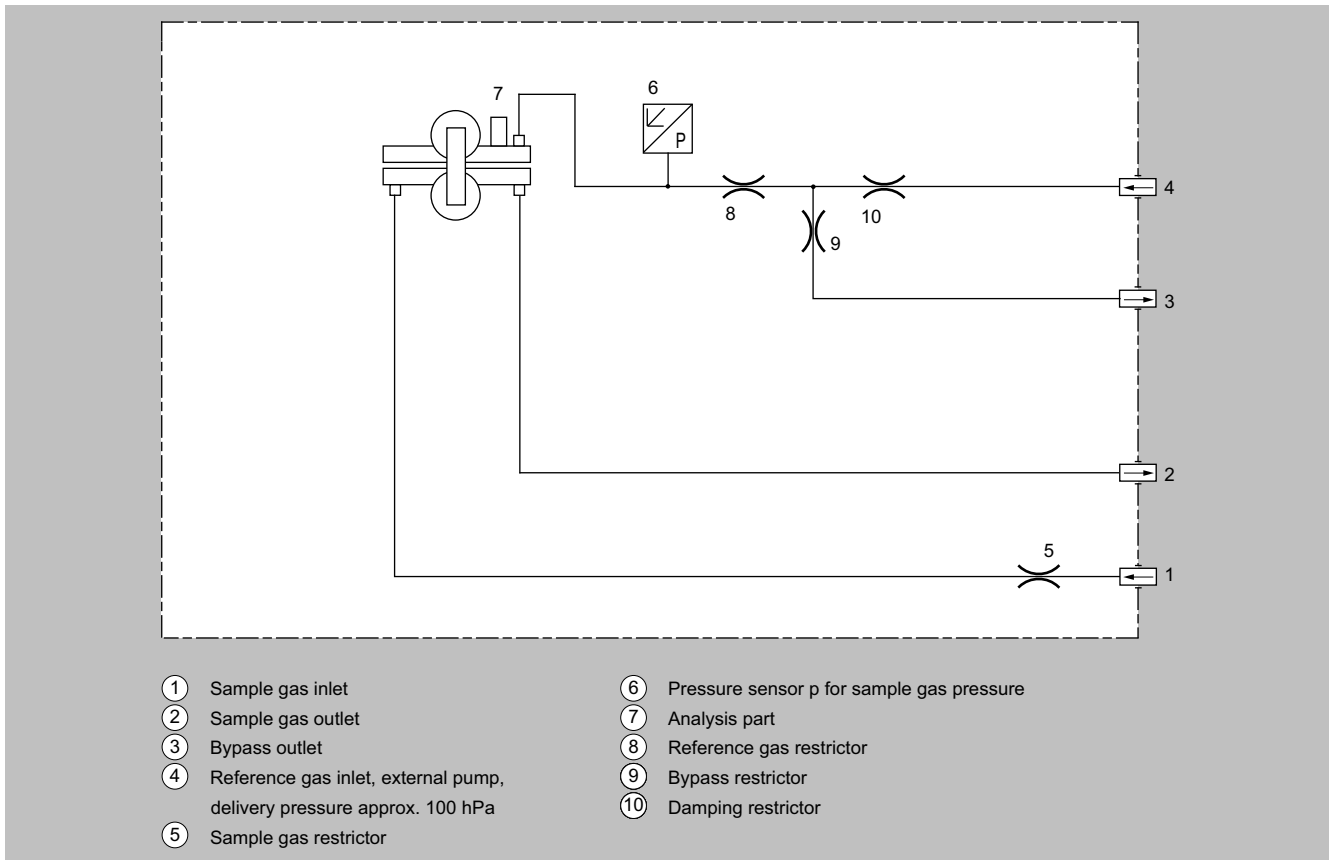 7
6
P
4
8
10
9
3
2
5
1
1 Sample gas inlet
2 Sample gas outlet
3 Bypass outlet
4 Reference gas inlet, external pump,
delivery pressure approx. 100 hPa
5 Sample gas restrictor
6 Pressure sensor p for sample gas pressure
7 Analysis part
8 Reference gas restrictor
9 Bypass restrictor
10 Damping restrictor